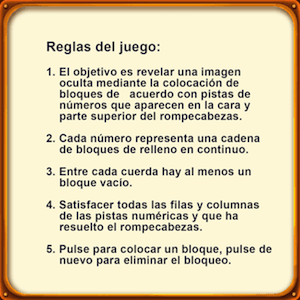 Reglas del juego:
1. El objetivo es revelar una imagen
oculta mediante la colocación de
bloques de acuerdo con pistas de
números que aparecen en la cara y
parte superior del rompecabezas.
2. Cada número representa una cadena
de bloques de relleno en continuo.
3. Entre cada cuerda hay al menos un
bloque vacío.
4. Satisfacer todas las filas y columnas
de las pistas numéricas y que ha
resuelto el rompecabezas.
5. Pulse para colocar un bloque, pulse de
nuevo para eliminar el bloqueo.